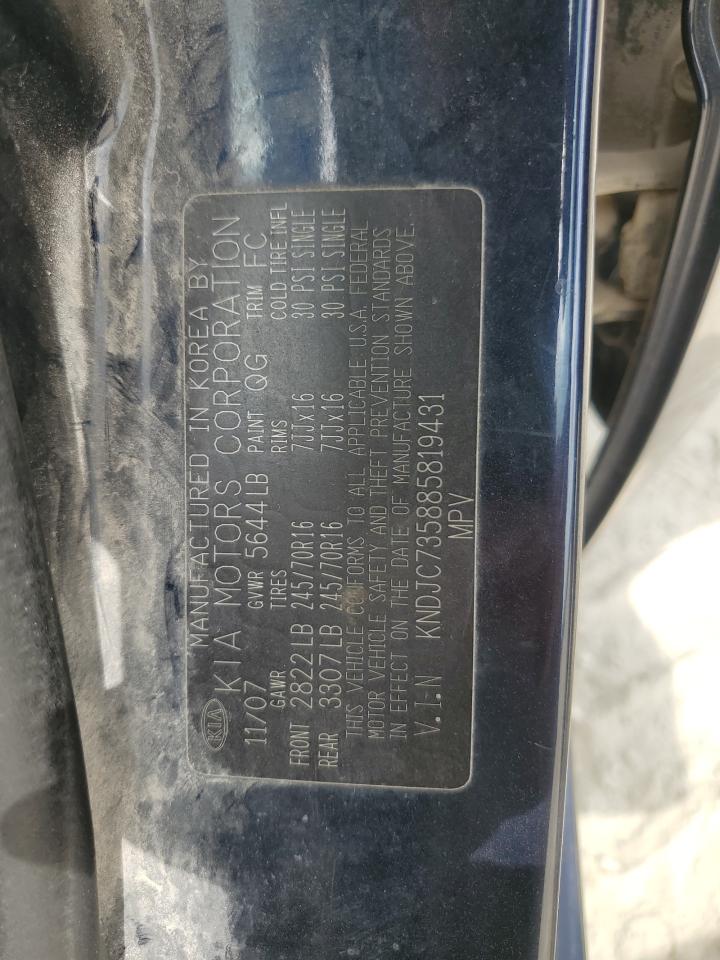 MANUFACTURED IN KOREA BY
KIA KIA MOTORS CORPORATION
11/07 GVWR 5644LB PAINT QG TRIM FC
GAWR TIRES RIMS COLD TIRE INFL
FRONT 2822LB 245/70R16 7JJx16 30 PSI SINGLE
REAR 3307LB 245/70R16 7JJx16 30 PSI SINGLE
THIS VEHICLE CONFORMS TO ALL APPLICABLE U.S.A. FEDERAL
MOTOR VEHICLE SAFETY AND THEFT PREVENTION STANDARDS
IN EFFECT ON THE DATE OF MANUFACTURE SHOWN ABOVE.
V.I.N KNDJC735885819431
MPV